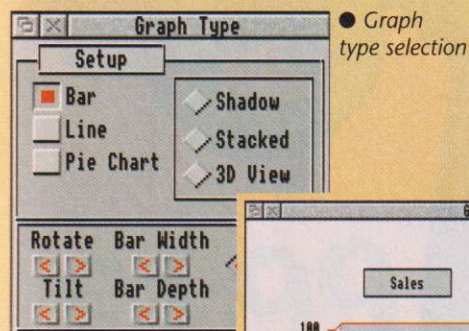 Graph Type
● Graph
type selection
Setup
Bar
Line
Pie Chart
Shadow
Stacked
3D View
Rotate Bar Width
Tilt Bar Depth
Sales
100